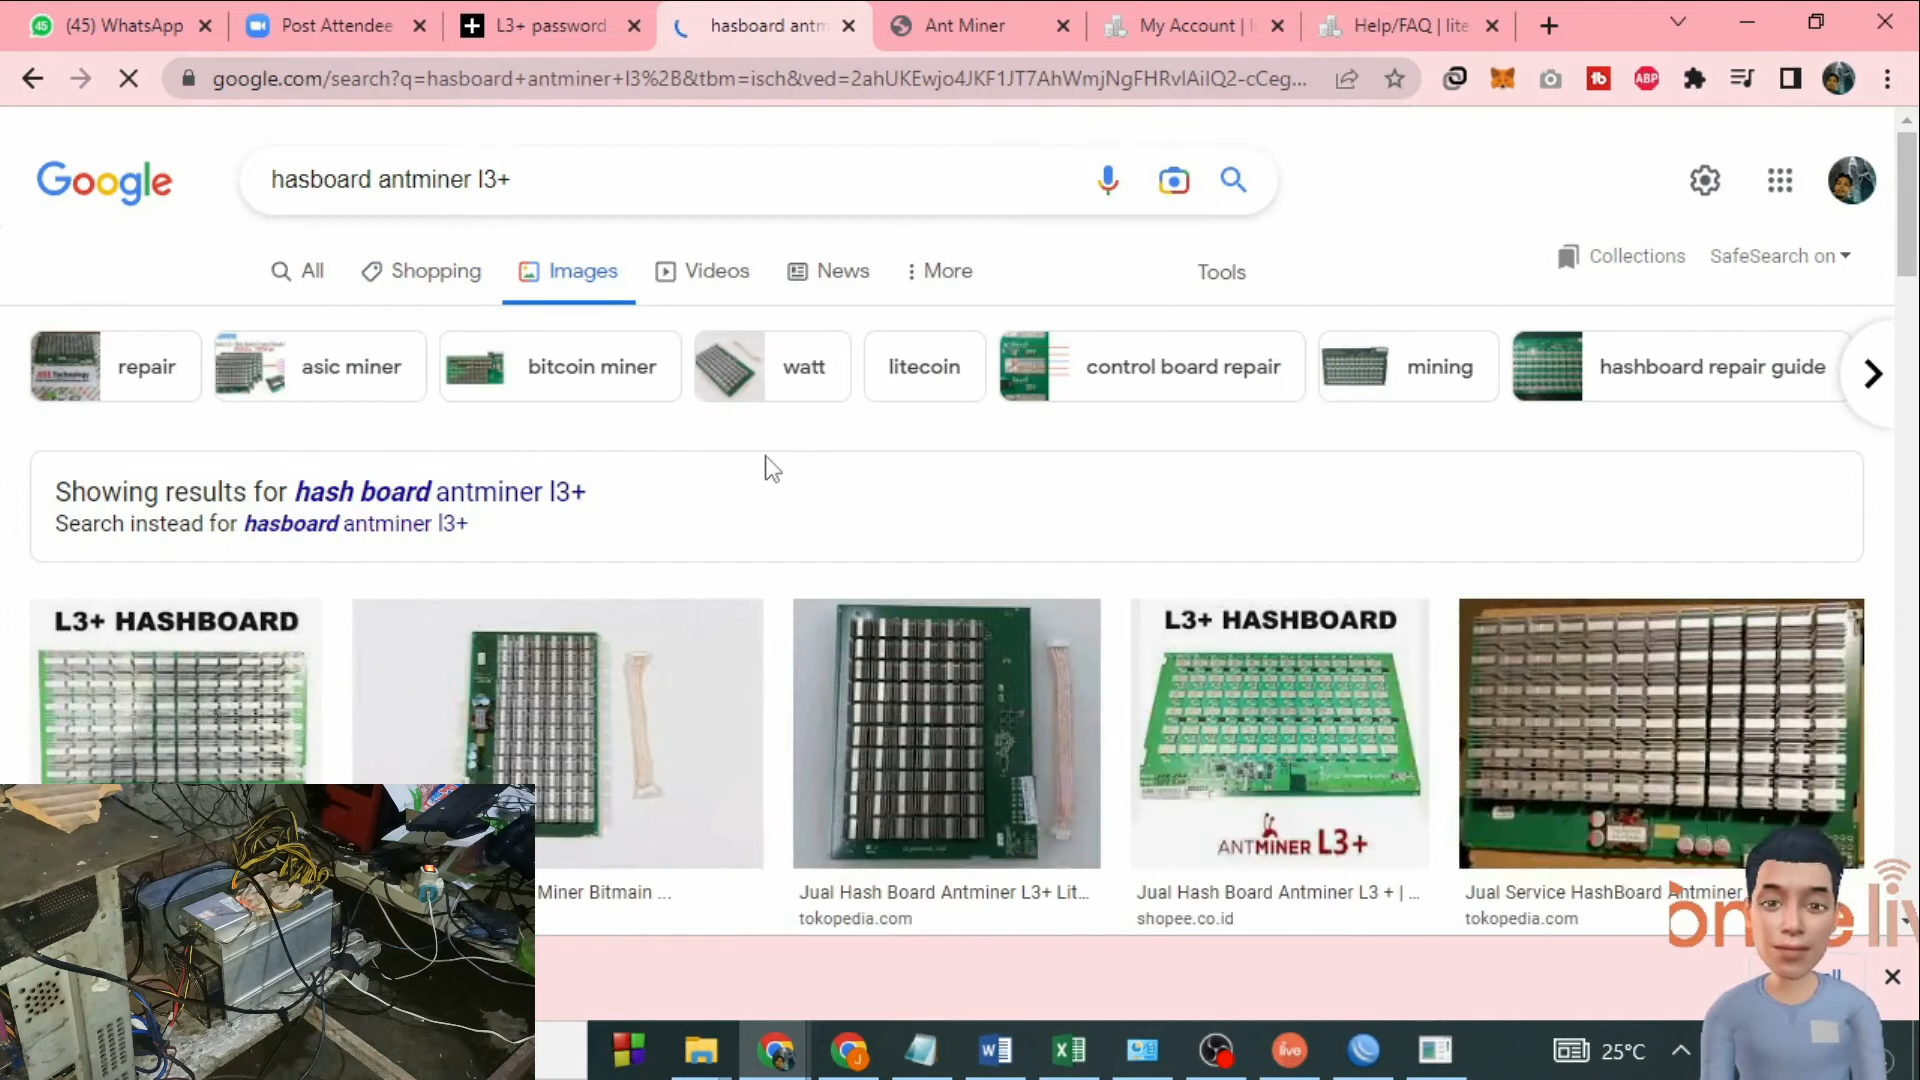 45
(45) WhatsApp
Post Attendee
L3+ password
hasboard antm
Ant Miner
My Account |
Help/FAQ | lite
google.com/search?q=hasboard+antminer+l3%2B&tbm=isch&ved=2ahUKEwjo4JKF1JT7AhWmjNgFHRvIAilQ2-cCeg...
tb
ABP
Google
hasboard antminer l3+
All
Shopping
Images
Videos
News
More
Tools
Collections
SafeSearch on
repair
asic miner
bitcoin miner
watt
litecoin
control board repair
mining
hashboard repair guide
Showing results for hash board antminer l3+
Search instead for hasboard antminer l3+
L3+ HASHBOARD
L3+ HASHBOARD
ANTMINER L3+
Miner Bitmain ...
Jual Hash Board Antminer L3+ Lit...
tokopedia.com
Jual Hash Board Antminer L3 + | ...
shopee.co.id
Jual Service HashBoard Antminer
tokopedia.com
live
25°C